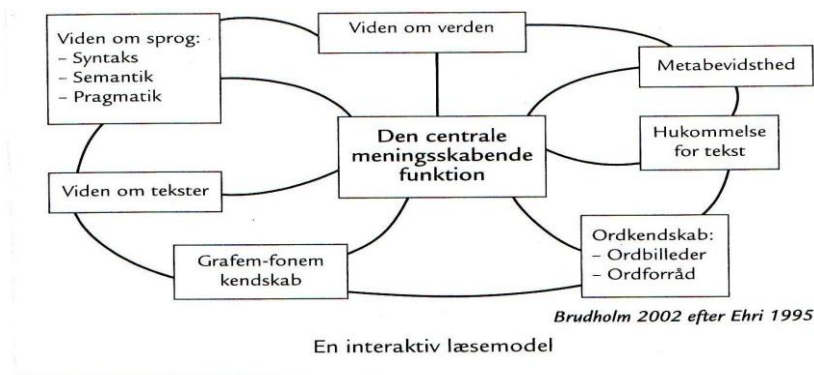 Viden om verden
Viden om sprog:
– Syntaks
– Semantik
– Pragmatik
Metabevidsthed
Den centrale
meningsskabende
funktion
Hukommelse
for tekst
Viden om tekster
Ordkendskab:
– Ordbilleder
– Ordforråd
Grafem-fonem
kendskab
Brudholm 2002 efter Ehri 1995
En interaktiv læsemodel